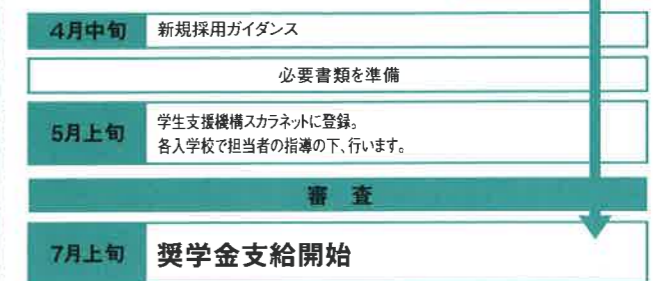 4月中旬 新規採用ガイダンス
必要書類を準備
5月上旬 学生支援機構スカラネットに登録。
各入学校で担当者の指導の下、行います。
審 査
7月上旬 奨学金支給開始